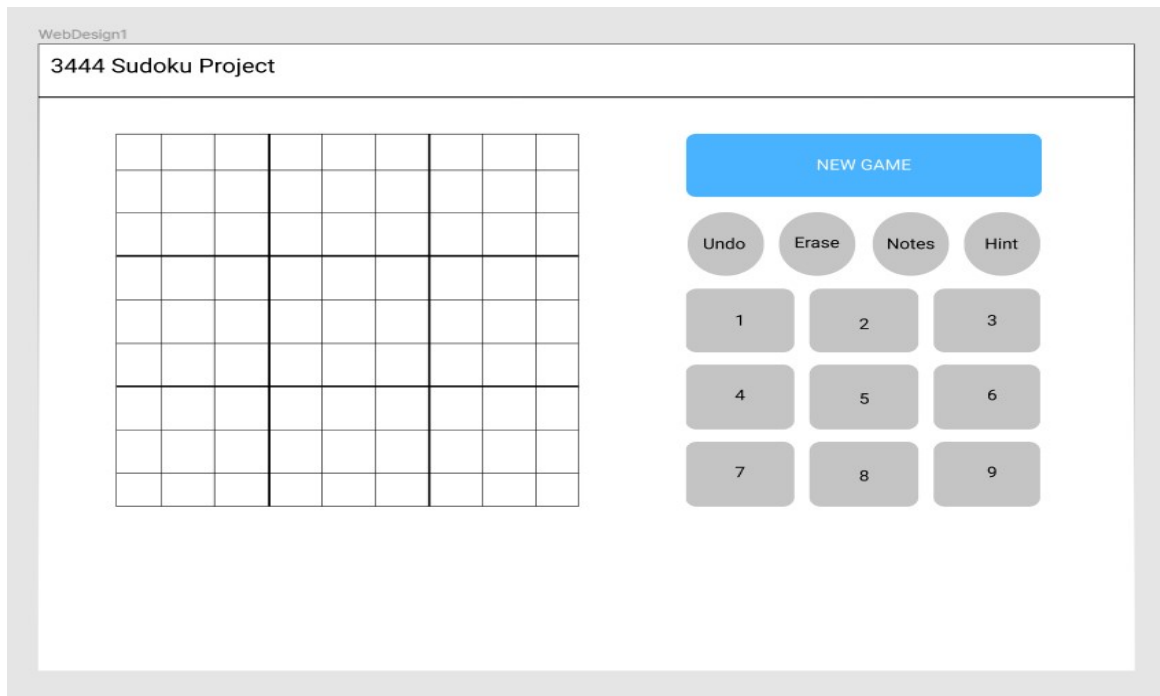 WebDesign1
3444 Sudoku Project
NEW GAME
Undo Erase Notes Hint
1 2 3
4 5 6
7 8 9